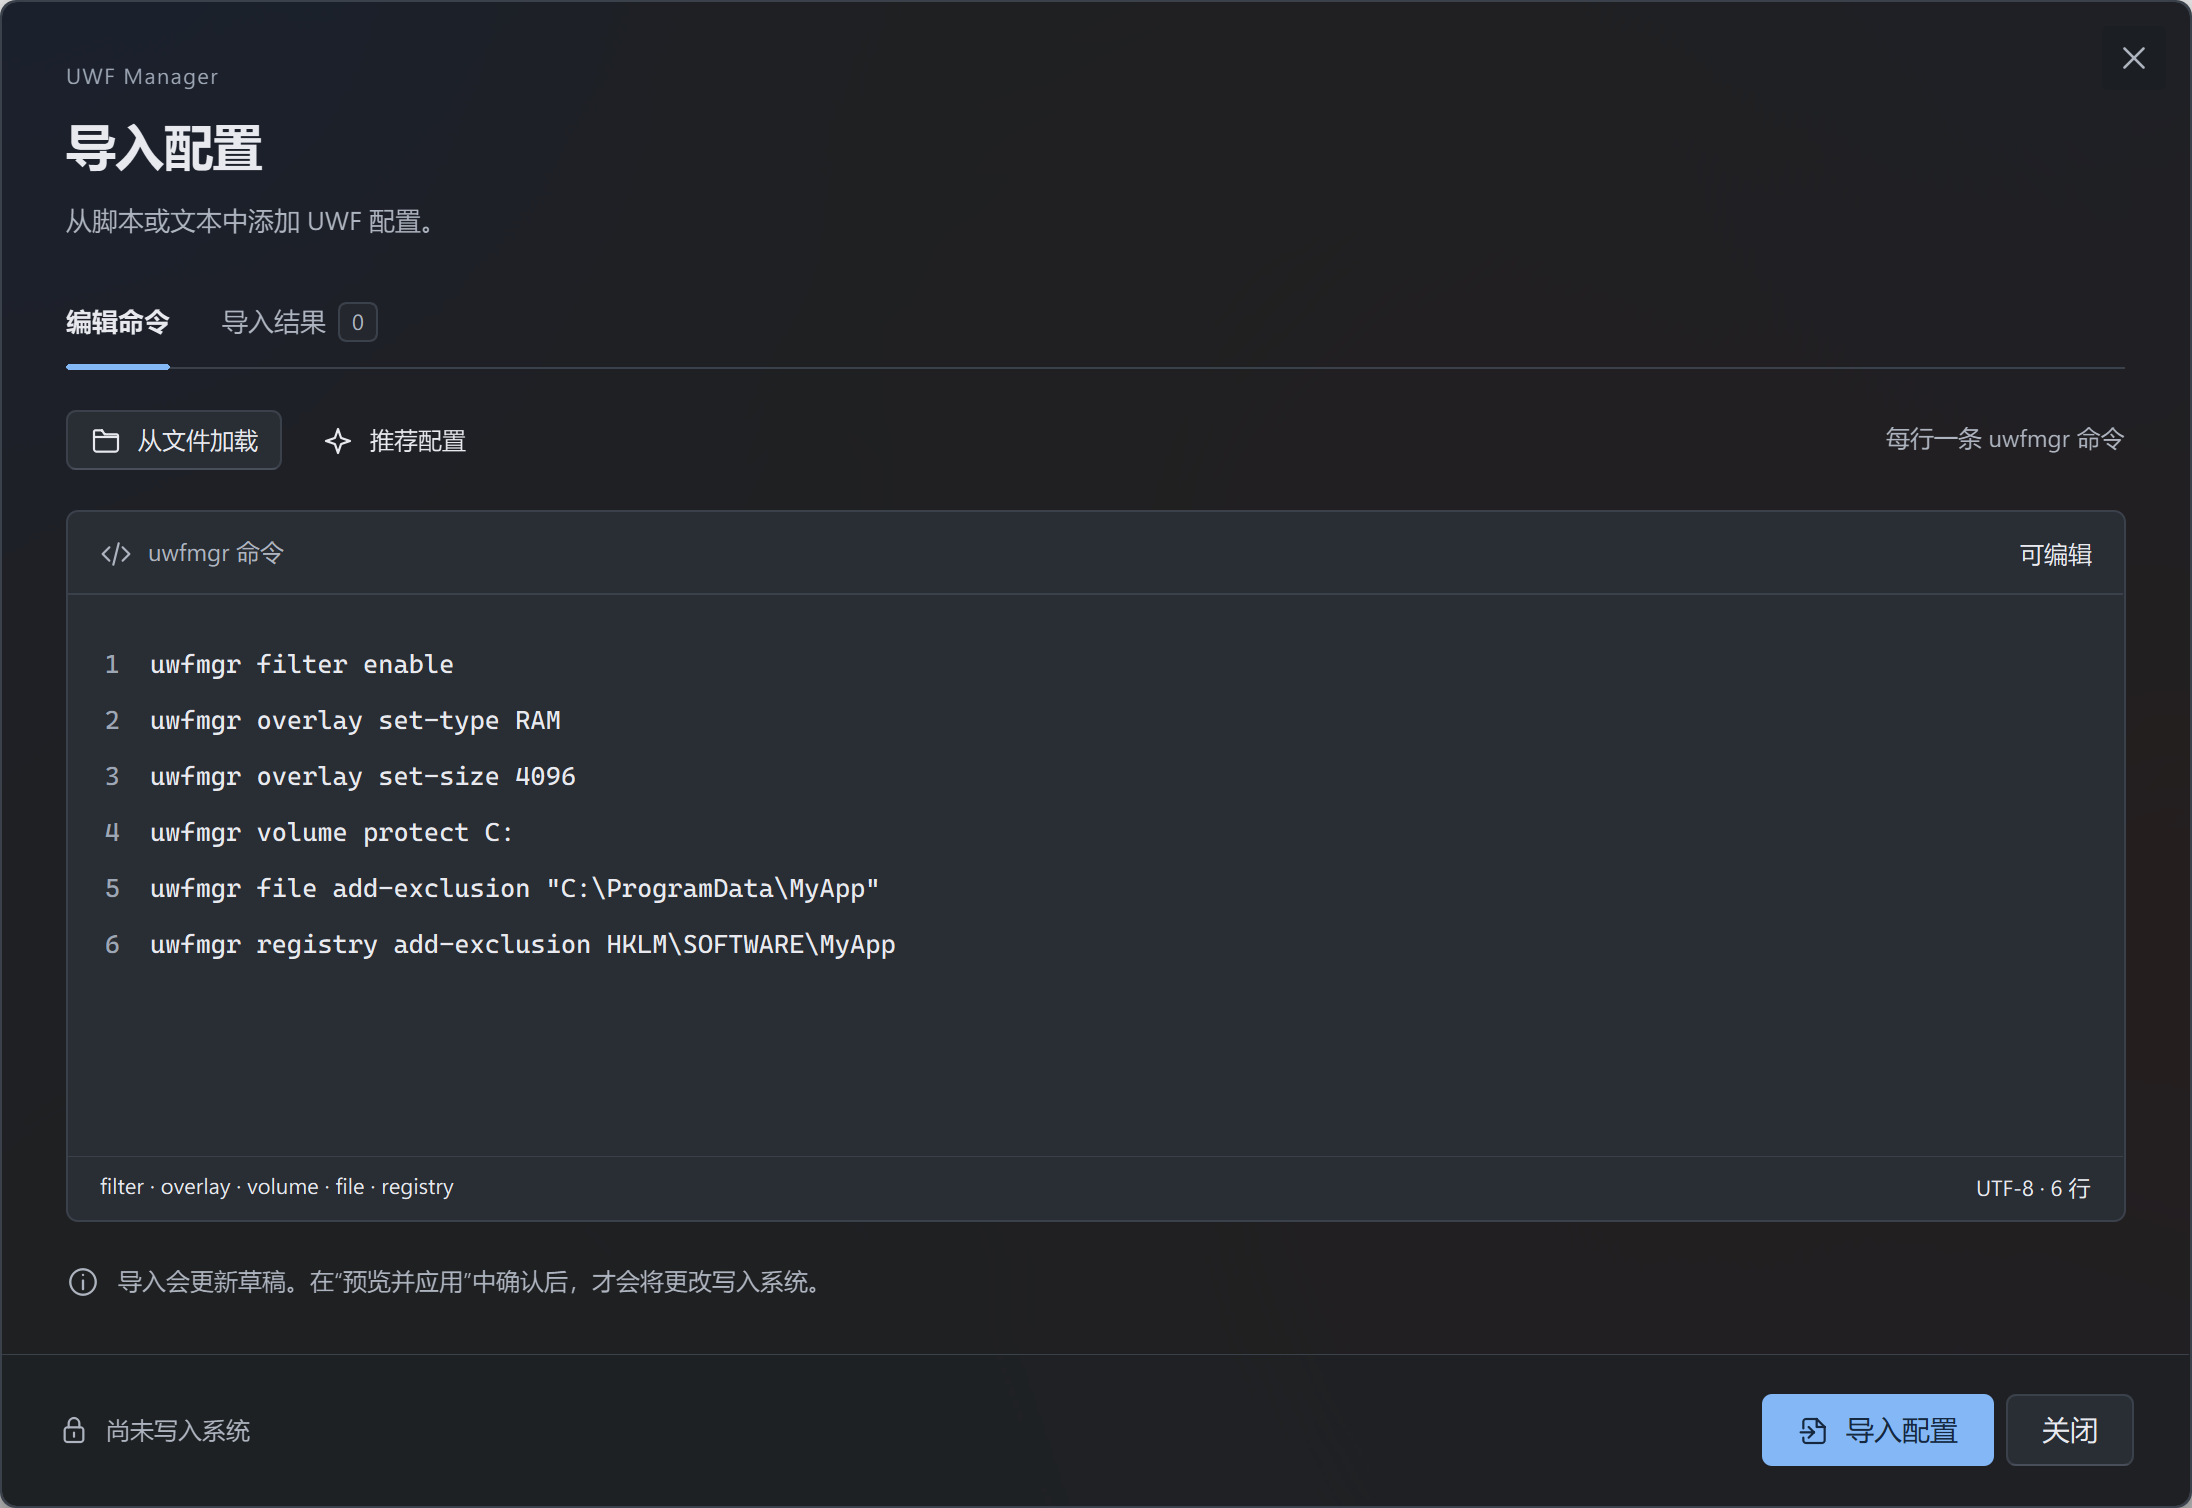 UWF Manager
导入配置
从脚本或文本中添加 UWF 配置。
编辑命令 导入结果 0
从文件加载 推荐配置 每行一条 uwfmgr 命令
</> uwfmgr 命令 可编辑
1 uwfmgr filter enable
2 uwfmgr overlay set-type RAM
3 uwfmgr overlay set-size 4096
4 uwfmgr volume protect C:
5 uwfmgr file add-exclusion "C:\ProgramData\MyApp"
6 uwfmgr registry add-exclusion HKLM\SOFTWARE\MyApp
filter · overlay · volume · file · registry UTF-8 · 6 行
导入会更新草稿。在“预览并应用”中确认后，才会将更改写入系统。
尚未写入系统 导入配置 关闭